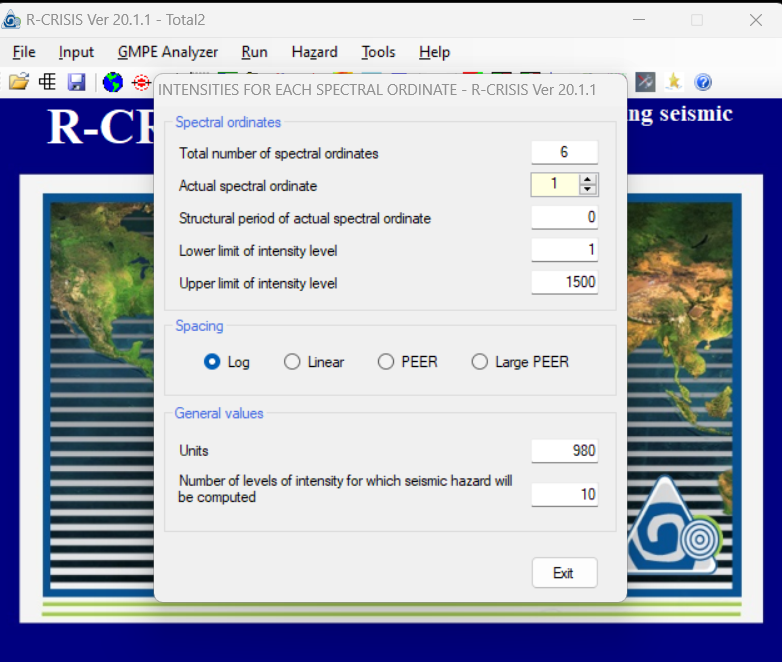 R-CRISIS Ver 20.1.1 - Total2
File Input GMPE Analyzer Run Hazard Tools Help
INTENSITIES FOR EACH SPECTRAL ORDINATE - R-CRISIS Ver 20.1.1
R-CR
ng seismic
Spectral ordinates
Total number of spectral ordinates 6
Actual spectral ordinate 1
Structural period of actual spectral ordinate 0
Lower limit of intensity level 1
Upper limit of intensity level 1500
Spacing
Log Linear PEER Large PEER
General values
Units 980
Number of levels of intensity for which seismic hazard will
be computed 10
Exit